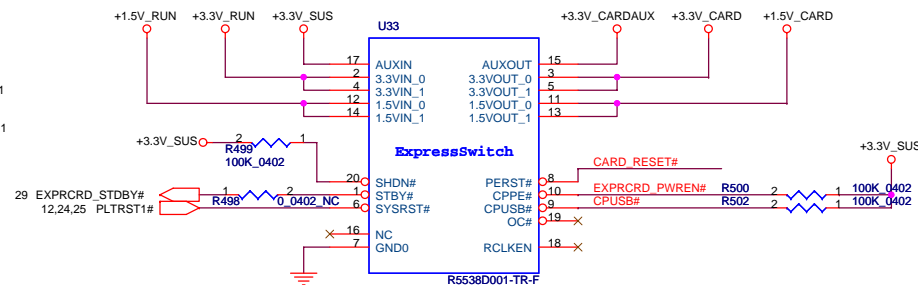 +1.5V_RUN +3.3V_RUN +3.3V_SUS +3.3V_CARDAUX +3.3V_CARD +1.5V_CARD
U33
17 AUXIN AUXOUT 15
2 3.3VIN_0 3.3VOUT_0 3
4 3.3VIN_1 3.3VOUT_1 5
12 1.5VIN_0 1.5VOUT_0 11
14 1.5VIN_1 1.5VOUT_1 13
1
1
+3.3V_SUS 2 1
R499
100K_0402
ExpressSwitch
+3.3V_SUS
CARD_RESET#
20 SHDN# PERST# 8
29 EXPRCRD_STDBY# 1 2 1 STBY# CPPE# 10 EXPRCRD_PWREN# R500 1 2 100K_0402
R498 0_0402_NC
12,24,25 PLTRST1# 6 SYSRST# CPUSB# 9 CPUSB# R502 1 2 100K_0402
OC# 19
16 NC
7 GND0 RCLKEN 18
R5538D001-TR-F